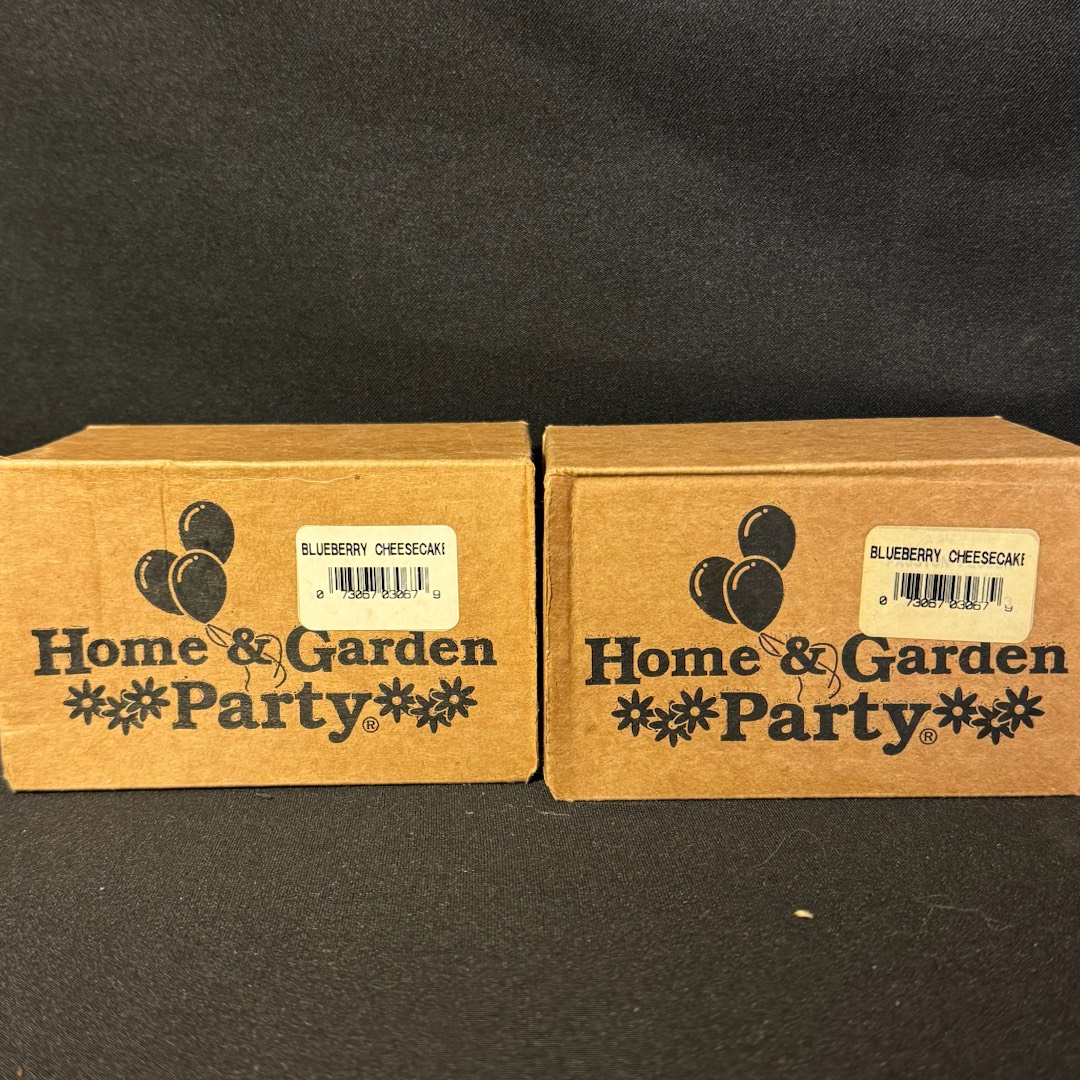 BLUEBERRY CHEESECAKE
0 73067 03067 9
Home & Garden
Party®
BLUEBERRY CHEESECAKE
0 73067 03067 9
Home & Garden
Party®